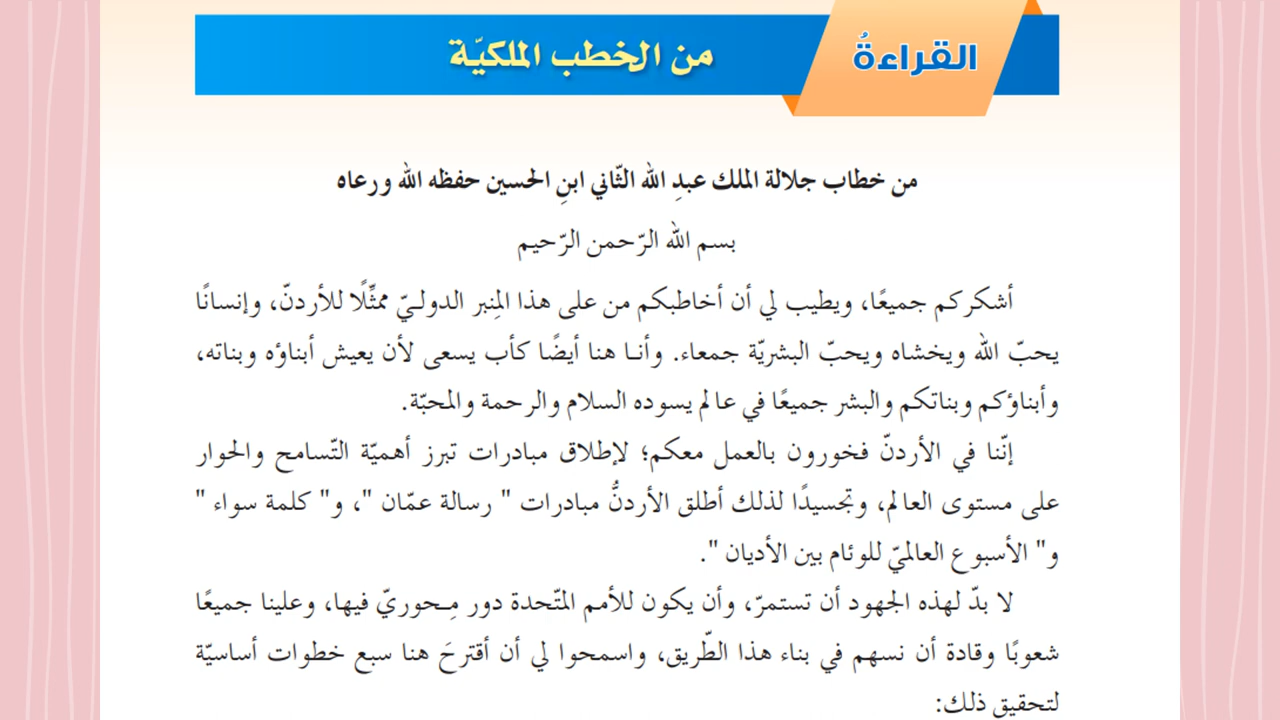 القراءةُ
من الخطب الملكيّة
من خطاب جلالة الملك عبدِ الله الثّاني ابنِ الحسين حفظه الله ورعاه
بسم الله الرّحمن الرّحيم
أشكركم جميعًا، ويطيب لي أن أخاطبكم من على هذا المِنبر الدوليّ ممثِّلًا للأردنّ، وإنسانًا
يحبّ الله ويخشاه ويحبّ البشريّة جمعاء. وأنـا هنا أيضًا كأب يسعى لأن يعيش أبناؤه وبناته،
وأبناؤكم وبناتكم والبشر جميعًا في عالم يسوده السلام والرحمة والمحبّة.
إنّنا في الأردنّ فخورون بالعمل معكم؛ لإطلاق مبادرات تبرز أهميّة التّسامح والحوار
على مستوى العالم، وتجسيدًا لذلك أطلق الأردنُّ مبادرات " رسالة عمّان "، و" كلمة سواء "
و" الأسبوع العالميّ للوئام بين الأديان ".
لا بدّ لهذه الجهود أن تستمرّ، وأن يكون للأمم المتّحدة دور مِـحوريّ فيها، وعلينا جميعًا
شعوبًا وقادة أن نسهم في بناء هذا الطّريق، واسمحوا لي أن أقترحَ هنا سبع خطوات أساسيّة
لتحقيق ذلك: